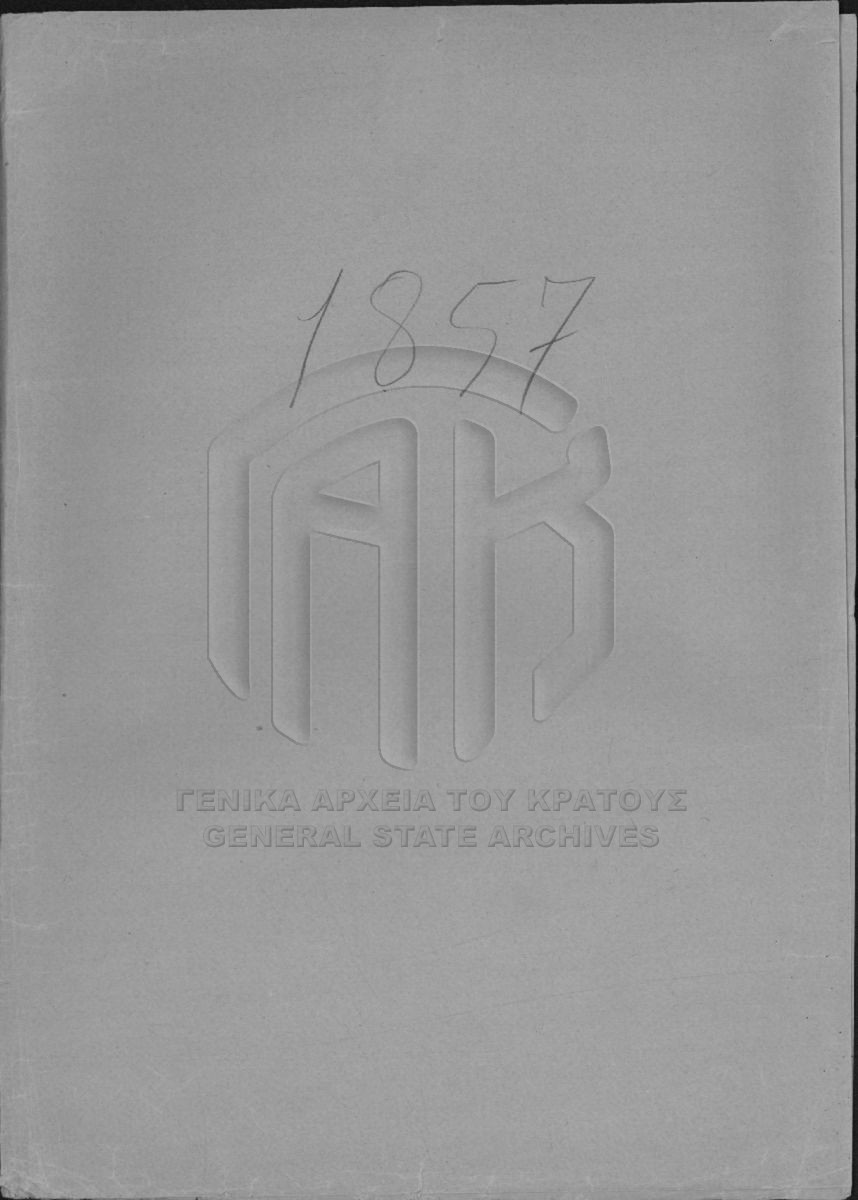 1857
ΓΑΚ
ΓΕΝΙΚΑ ΑΡΧΕΙΑ ΤΟΥ ΚΡΑΤΟΥΣ
GENERAL STATE ARCHIVES